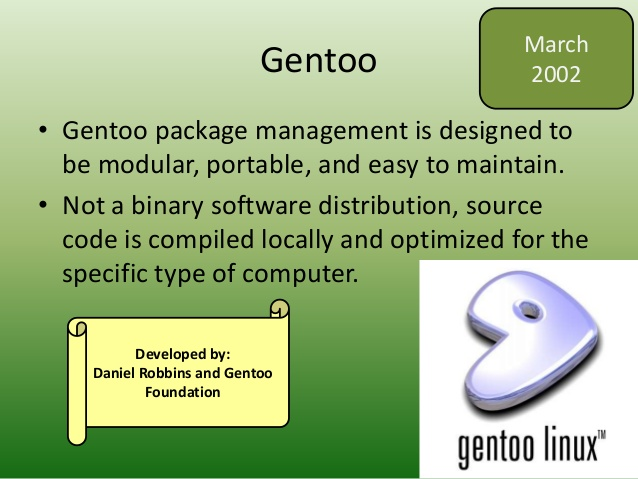 Gentoo
March
2002
• Gentoo package management is designed to
be modular, portable, and easy to maintain.
• Not a binary software distribution, source
code is compiled locally and optimized for the
specific type of computer.
Developed by:
Daniel Robbins and Gentoo
Foundation
gentoo linux™